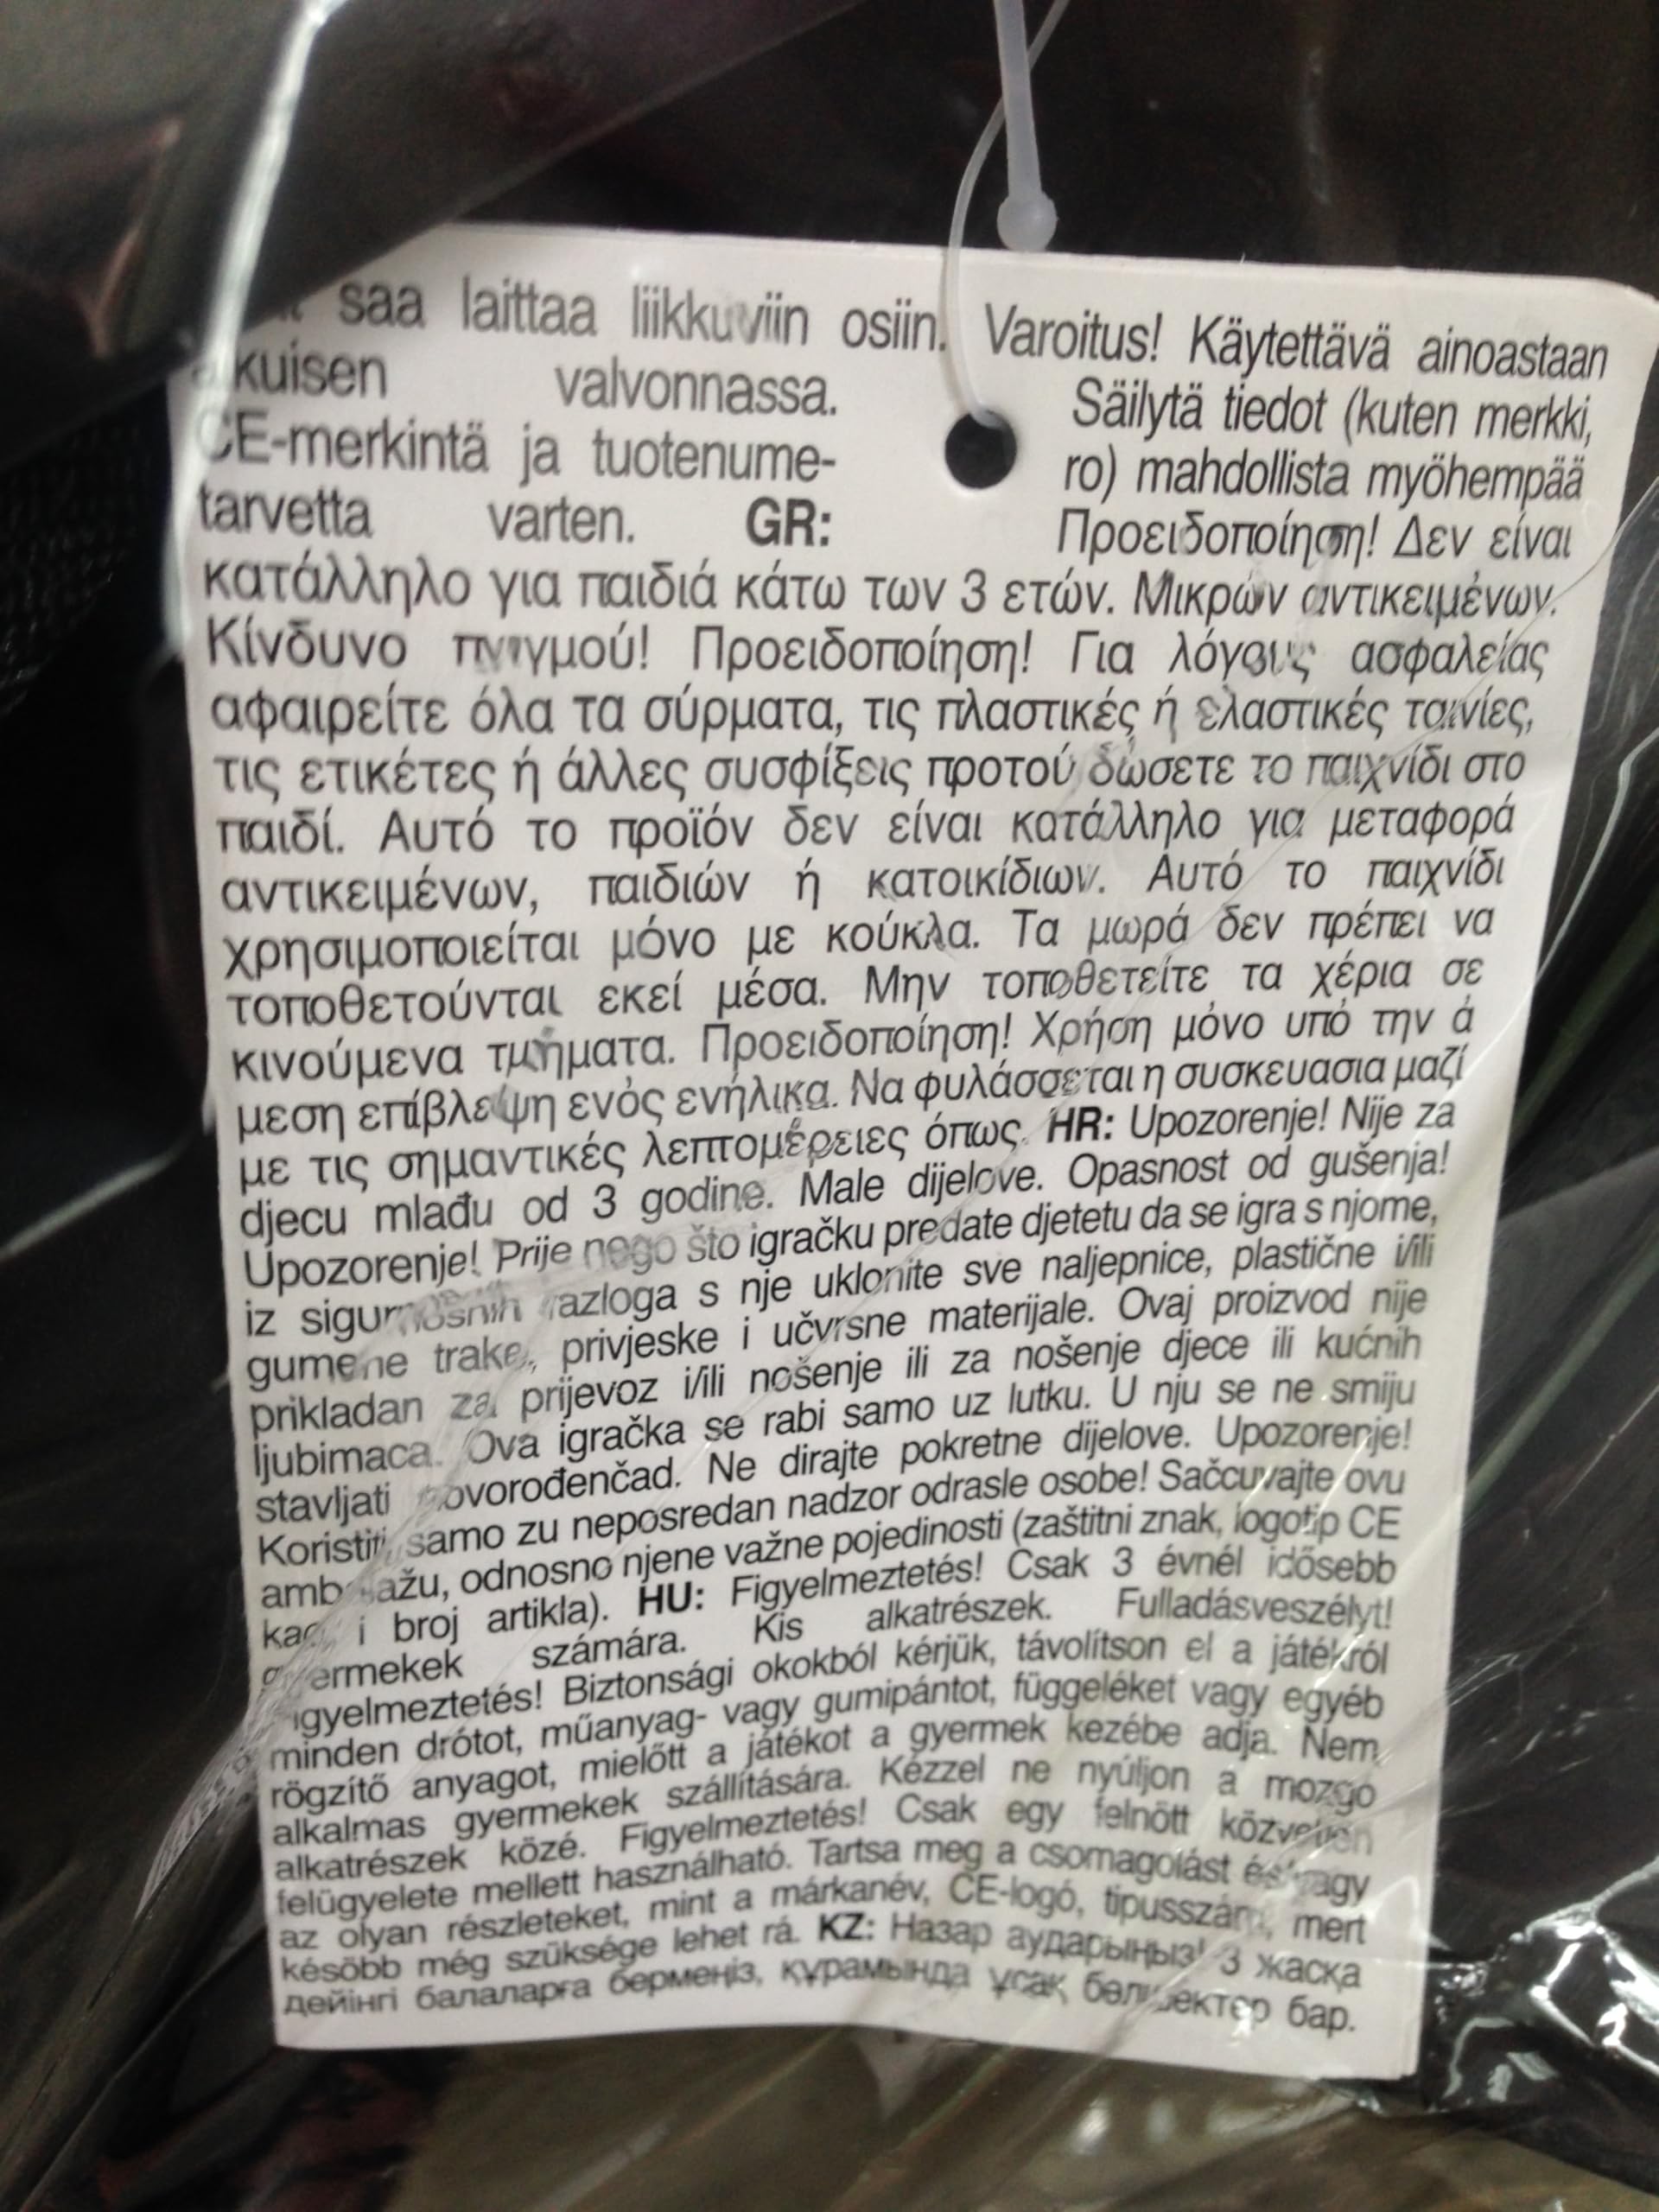 saa laittaa liikkuviin osiin. Varoitus! Käytettävä ainoastaan
kuisen valvonnassa. Säilytä tiedot (kuten merkki,
CE-merkintä ja tuotenume- ro) mahdollista myöhempää
tarvetta varten. GR: Προειδοποίηση! Δεν είναι
κατάλληλο για παιδιά κάτω των 3 ετών. Μικρών αντικειμένων.
Κίνδυνο πνιγμού! Προειδοποίηση! Για λόγους ασφαλείας
αφαιρείτε όλα τα σύρματα, τις πλαστικές ή ελαστικές ταινίες,
τις ετικέτες ή άλλες συσφίξεις προτού δώσετε το παιχνίδι στο
παιδί. Αυτό το προϊόν δεν είναι κατάλληλο για μεταφορά
αντικειμένων, παιδιών ή κατοικίδιων. Αυτό το παιχνίδι
χρησιμοποιείται μόνο με κούκλα. Τα μωρά δεν πρέπει να
τοποθετούνται εκεί μέσα. Μην τοποθετείτε τα χέρια σε
κινούμενα τμήματα. Προειδοποίηση! Χρήση μόνο υπό την ά
μεση επίβλεψη ενός ενήλικα. Να φυλάσσεται η συσκευασια μαζί
με τις σημαντικές λεπτομέρειες όπως. HR: Upozorenje! Nije za
djecu mlađu od 3 godine. Male dijelove. Opasnost od gušenja!
Upozorenje! Prije nego što igračku predate djetetu da se igra s njome,
iz sigurnosnih razloga s nje uklonite sve naljepnice, plastične i/ili
gumene trake, privjeske i učvrsne materijale. Ovaj proizvod nije
prikladan za prijevoz i/ili nošenje ili za nošenje djece ili kućnih
ljubimaca. Ova igračka se rabi samo uz lutku. U nju se ne smiju
stavljati novorođenčad. Ne dirajte pokretne dijelove. Upozorenje!
Koristiti samo zu neposredan nadzor odrasle osobe! Sačcuvajte ovu
ambalažu, odnosno njene važne pojedinosti (zaštitni znak, logotip CE
kao i broj artikla). HU: Figyelmeztetés! Csak 3 évnél idősebb
gyermekek számára. Kis alkatrészek. Fulladásveszélyt!
igyelmeztetés! Biztonsági okokból kérjük, távolítson el a játékról
minden drótot, műanyag- vagy gumipántot, függeléket vagy egyéb
rögzítő anyagot, mielőtt a játékot a gyermek kezébe adja. Nem
alkalmas gyermekek szállítására. Kézzel ne nyúljon a mozgo
alkatrészek közé. Figyelmeztetés! Csak egy felnött közvetlen
felügyelete mellett használható. Tartsa meg a csomagolást és/vagy
az olyan részleteket, mint a márkanév, CE-logó, tipusszám, mert
késöbb még szüksége lehet rá. KZ: Назар аударыңыз! 3 жасқа
дейінгі балаларға бермеңіз, құрамында ұсақ бөлшектер бар.